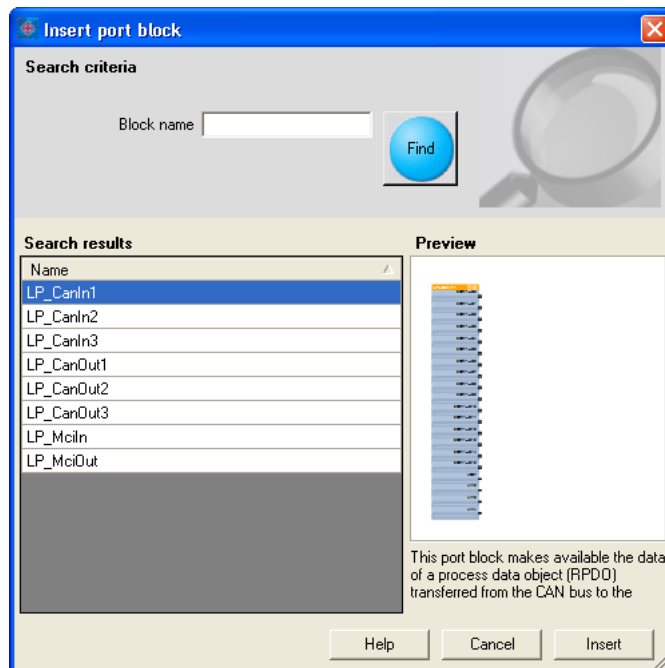 Insert port block
Search criteria
Block name
Find
Search results
Preview
Name
LP_CanIn1
LP_CanIn2
LP_CanIn3
LP_CanOut1
LP_CanOut2
LP_CanOut3
LP_MciIn
LP_MciOut
This port block makes available the data
of a process data object (RPDO)
transferred from the CAN bus to the
Help
Cancel
Insert